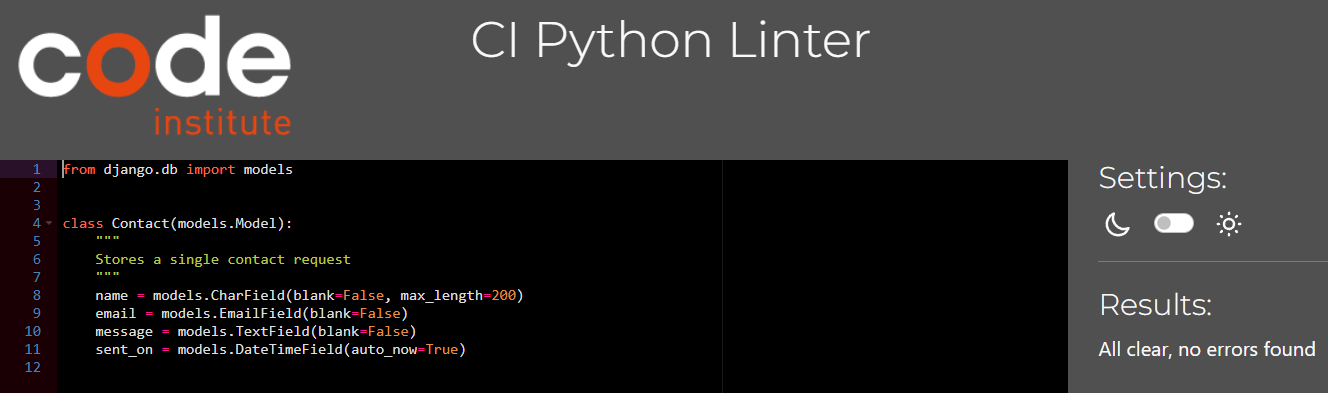 code
institute
CI Python Linter
1 from django.db import models
2
3
4 class Contact(models.Model):
5 """
6 Stores a single contact request
7 """
8 name = models.CharField(blank=False, max_length=200)
9 email = models.EmailField(blank=False)
10 message = models.TextField(blank=False)
11 sent_on = models.DateTimeField(auto_now=True)
12
Settings:
Results:
All clear, no errors found